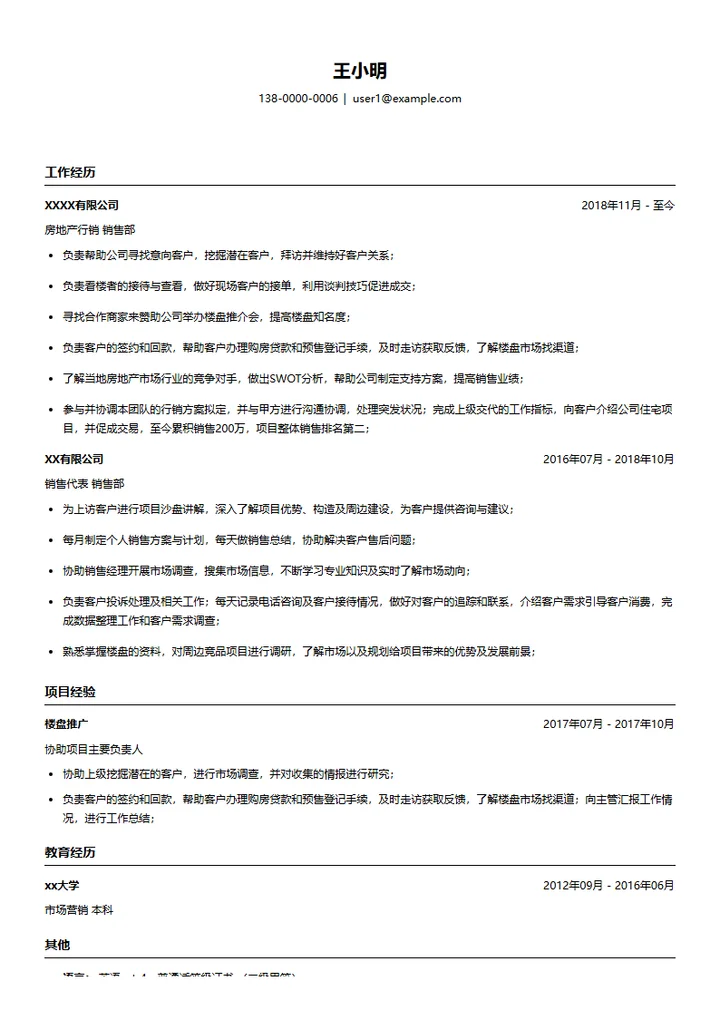 王小明
138-0000-0006 | user1@example.com
工作经历
XXXX有限公司 2018年11月 - 至今
房地产行销 销售部
• 负责帮助公司寻找意向客户，挖掘潜在客户，拜访并维持好客户关系；
• 负责看楼者的接待与查看，做好现场客户的接单，利用谈判技巧促进成交；
• 寻找合作商家来赞助公司举办楼盘推介会，提高楼盘知名度；
• 负责客户的签约和回款，帮助客户办理购房贷款和预售登记手续，及时走访获取反馈，了解楼盘市场找渠道；
• 了解当地房地产市场行业的竞争对手，做出SWOT分析，帮助公司制定支持方案，提高销售业绩；
• 参与并协调本团队的行销方案拟定，并与甲方进行沟通协调，处理突发状况；完成上级交代的工作指标，向客户介绍公司住宅项
目，并促成交易，至今累积销售200万，项目整体销售排名第二；
XX有限公司 2016年07月 - 2018年10月
销售代表 销售部
• 为上访客户进行项目沙盘讲解，深入了解项目优势、构造及周边建设，为客户提供咨询与建议；
• 每月制定个人销售方案与计划，每天做销售总结，协助解决客户售后问题；
• 协助销售经理开展市场调查，搜集市场信息，不断学习专业知识及实时了解市场动向；
• 负责客户投诉处理及相关工作；每天记录电话咨询及客户接待情况，做好对客户的追踪和联系，介绍客户需求引导客户消费，完
成数据整理工作和客户需求调查；
• 熟悉掌握楼盘的资料，对周边竞品项目进行调研，了解市场以及规划给项目带来的优势及发展前景；
项目经验
楼盘推广 2017年07月 - 2017年10月
协助项目主要负责人
• 协助上级挖掘潜在的客户，进行市场调查，并对收集的情报进行研究；
• 负责客户的签约和回款，帮助客户办理购房贷款和预售登记手续，及时走访获取反馈，了解楼盘市场找渠道；向主管汇报工作情
况，进行工作总结；
教育经历
xx大学 2012年09月 - 2016年06月
市场营销 本科
其他